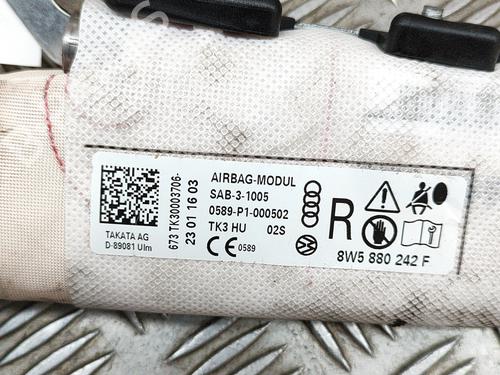 TAKATA AG
D-89081 Ulm
673 TK30003706-
23 01 16 03
AIRBAG-MODUL
SAB-3-1005
0589-P1-000502
TK3 HU 02S
CE 0589
R
8W5 880 242 F